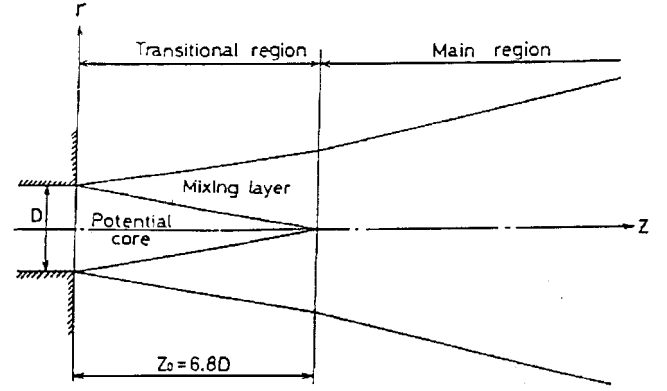 r
Transitional region
Main region
Mixing layer
D
Potential
core
z
Z₀=6.8D